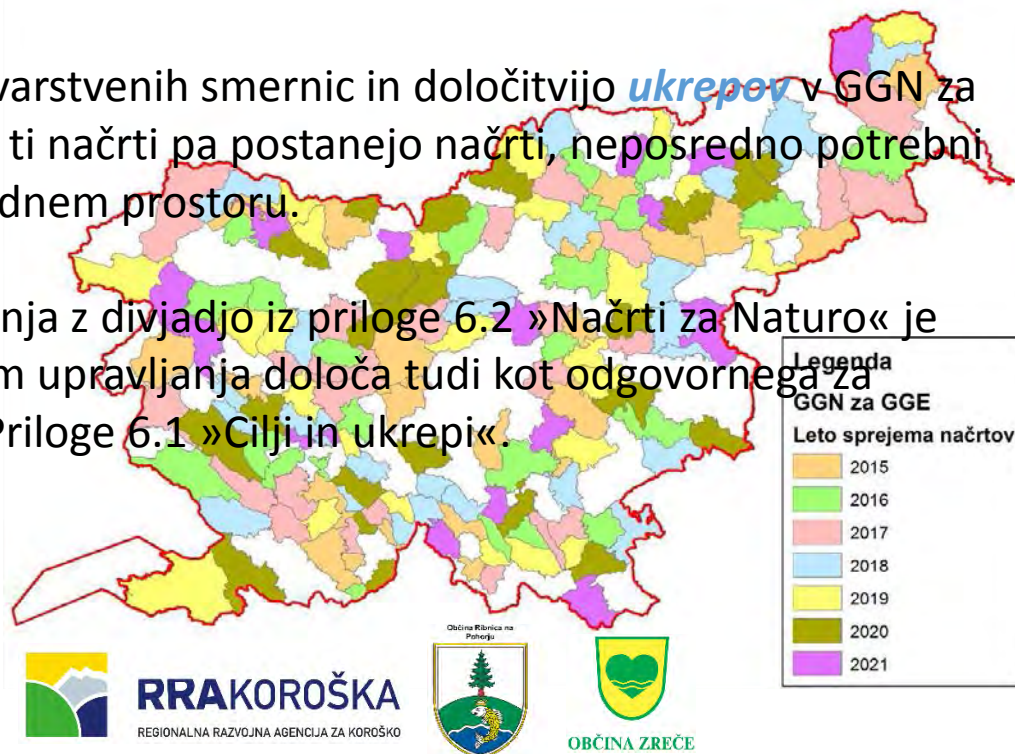 varstvenih smernic in določitvijo ukrepov v GGN za
ti načrti pa postanejo načrti, neposredno potrebni
dnem prostoru.
nja z divjadjo iz priloge 6.2 »Načrti za Naturo« je
m upravljanja določa tudi kot odgovornega za
Priloge 6.1 »Cilji in ukrepi«.
Legenda
GGN za GGE
Leto sprejema načrtov
2015
2016
2017
2018
2019
2020
2021
RRAKOROŠKA
REGIONALNA RAZVOJNA AGENCIJA ZA KOROŠKO
Občina Ribnica na
Pohorju
OBČINA ZREČE